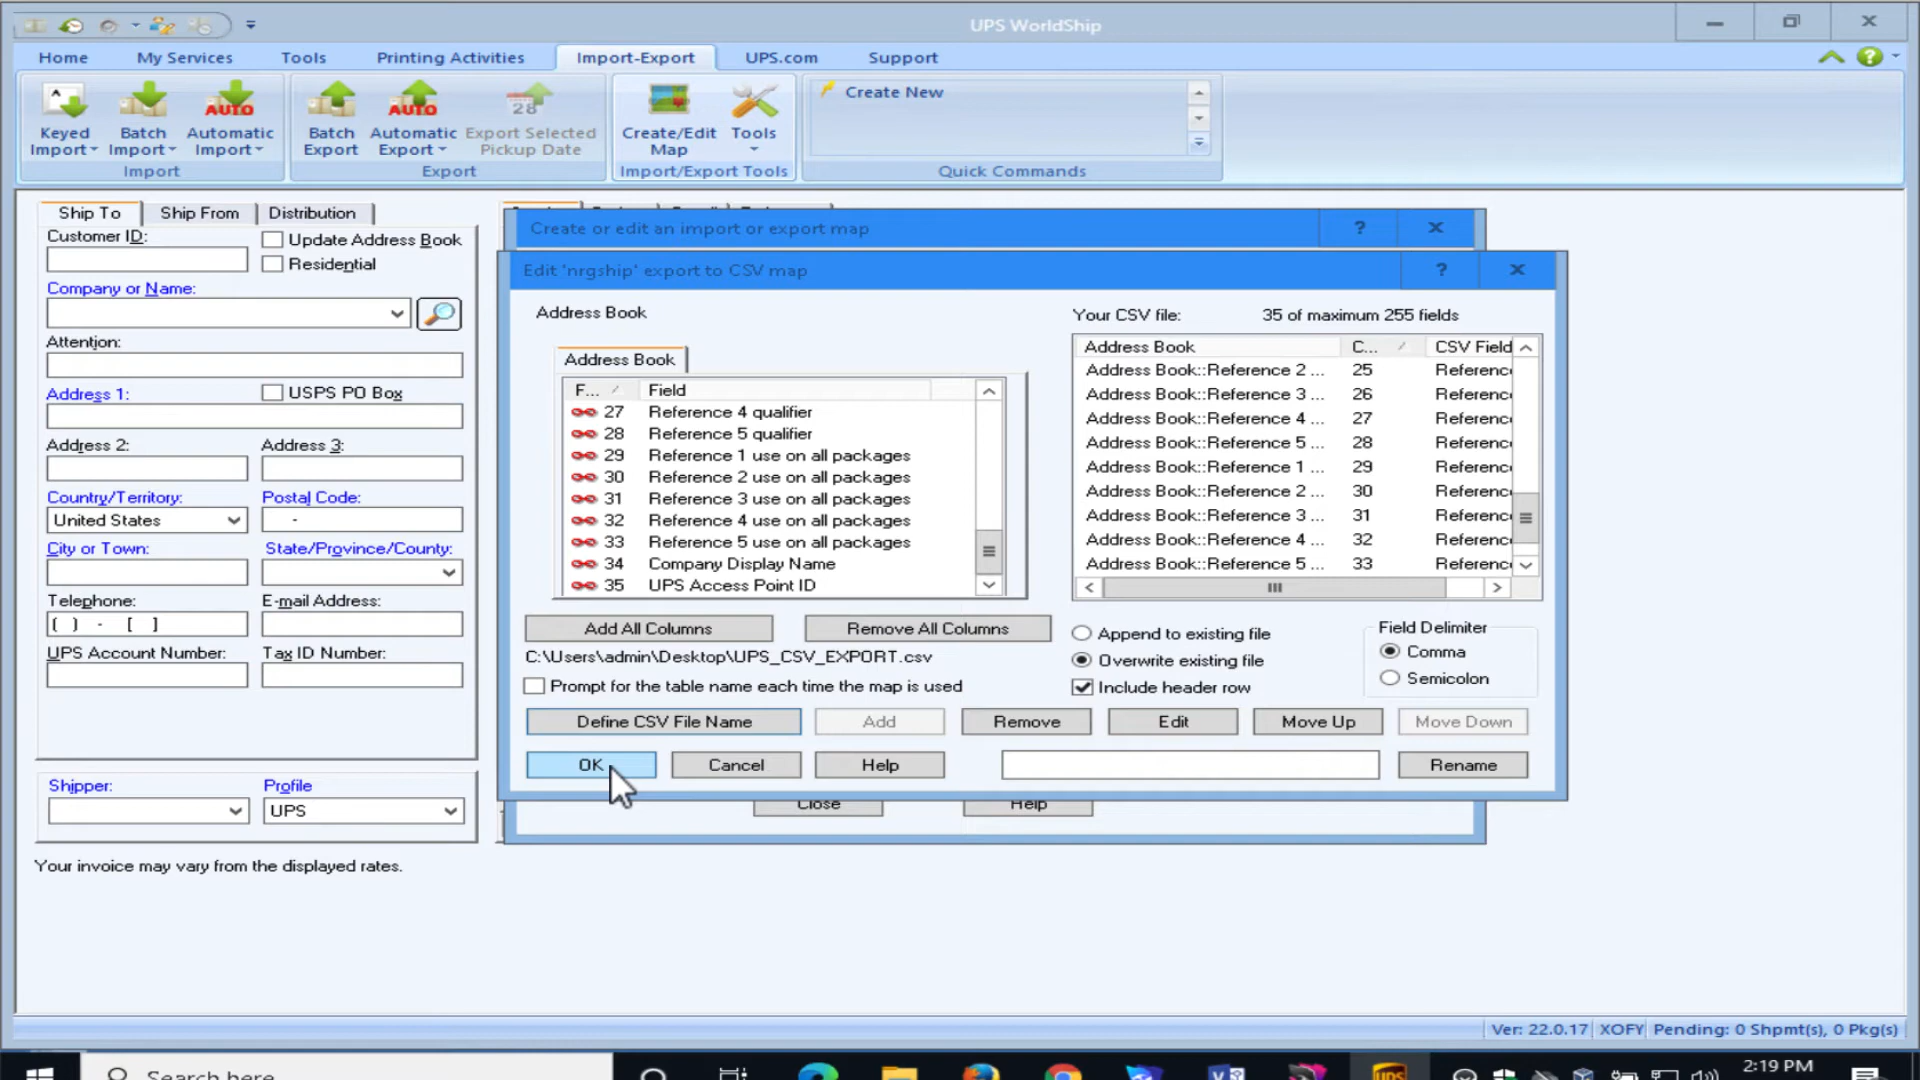 UPS WorldShip
Home My Services Tools Printing Activities Import-Export UPS.com Support
Keyed Import
Batch Import
AUTO Automatic Import
Batch Export
AUTO Automatic Export
28 Export Selected Pickup Date
Create/Edit Map
Tools
Create New
Import Export Import/Export Tools Quick Commands
Ship To Ship From Distribution
Customer ID:
Update Address Book
Residential
Company or Name:
Attention:
Address 1:
USPS PO Box
Address 2: Address 3:
Country/Territory: Postal Code:
United States -
City or Town: State/Province/County:
Telephone: E-mail Address:
( ) - [ ]
UPS Account Number: Tax ID Number:
Shipper: Profile
UPS
Your invoice may vary from the displayed rates.
Create or edit an import or export map ?
Edit 'nrgship' export to CSV map ?
Address Book
Address Book
F... Field
27 Reference 4 qualifier
28 Reference 5 qualifier
29 Reference 1 use on all packages
30 Reference 2 use on all packages
31 Reference 3 use on all packages
32 Reference 4 use on all packages
33 Reference 5 use on all packages
34 Company Display Name
35 UPS Access Point ID
Your CSV file: 35 of maximum 255 fields
Address Book C... CSV Field
Address Book::Reference 2 ... 25 Referenc
Address Book::Reference 3 ... 26 Referenc
Address Book::Reference 4 ... 27 Referenc
Address Book::Reference 5 ... 28 Referenc
Address Book::Reference 1 ... 29 Referenc
Address Book::Reference 2 ... 30 Referenc
Address Book::Reference 3 ... 31 Referenc
Address Book::Reference 4 ... 32 Referenc
Address Book::Reference 5 ... 33 Referenc
Add All Columns Remove All Columns
C:\Users\admin\Desktop\UPS_CSV_EXPORT.csv
Prompt for the table name each time the map is used
Append to existing file
Overwrite existing file
Include header row
Field Delimiter
Comma
Semicolon
Define CSV File Name Add Remove Edit Move Up Move Down
OK Cancel Help Rename
Close Help
Ver: 22.0.17 XOFY Pending: 0 Shpmt(s), 0 Pkg(s)
Search here
UPS
2:19 PM